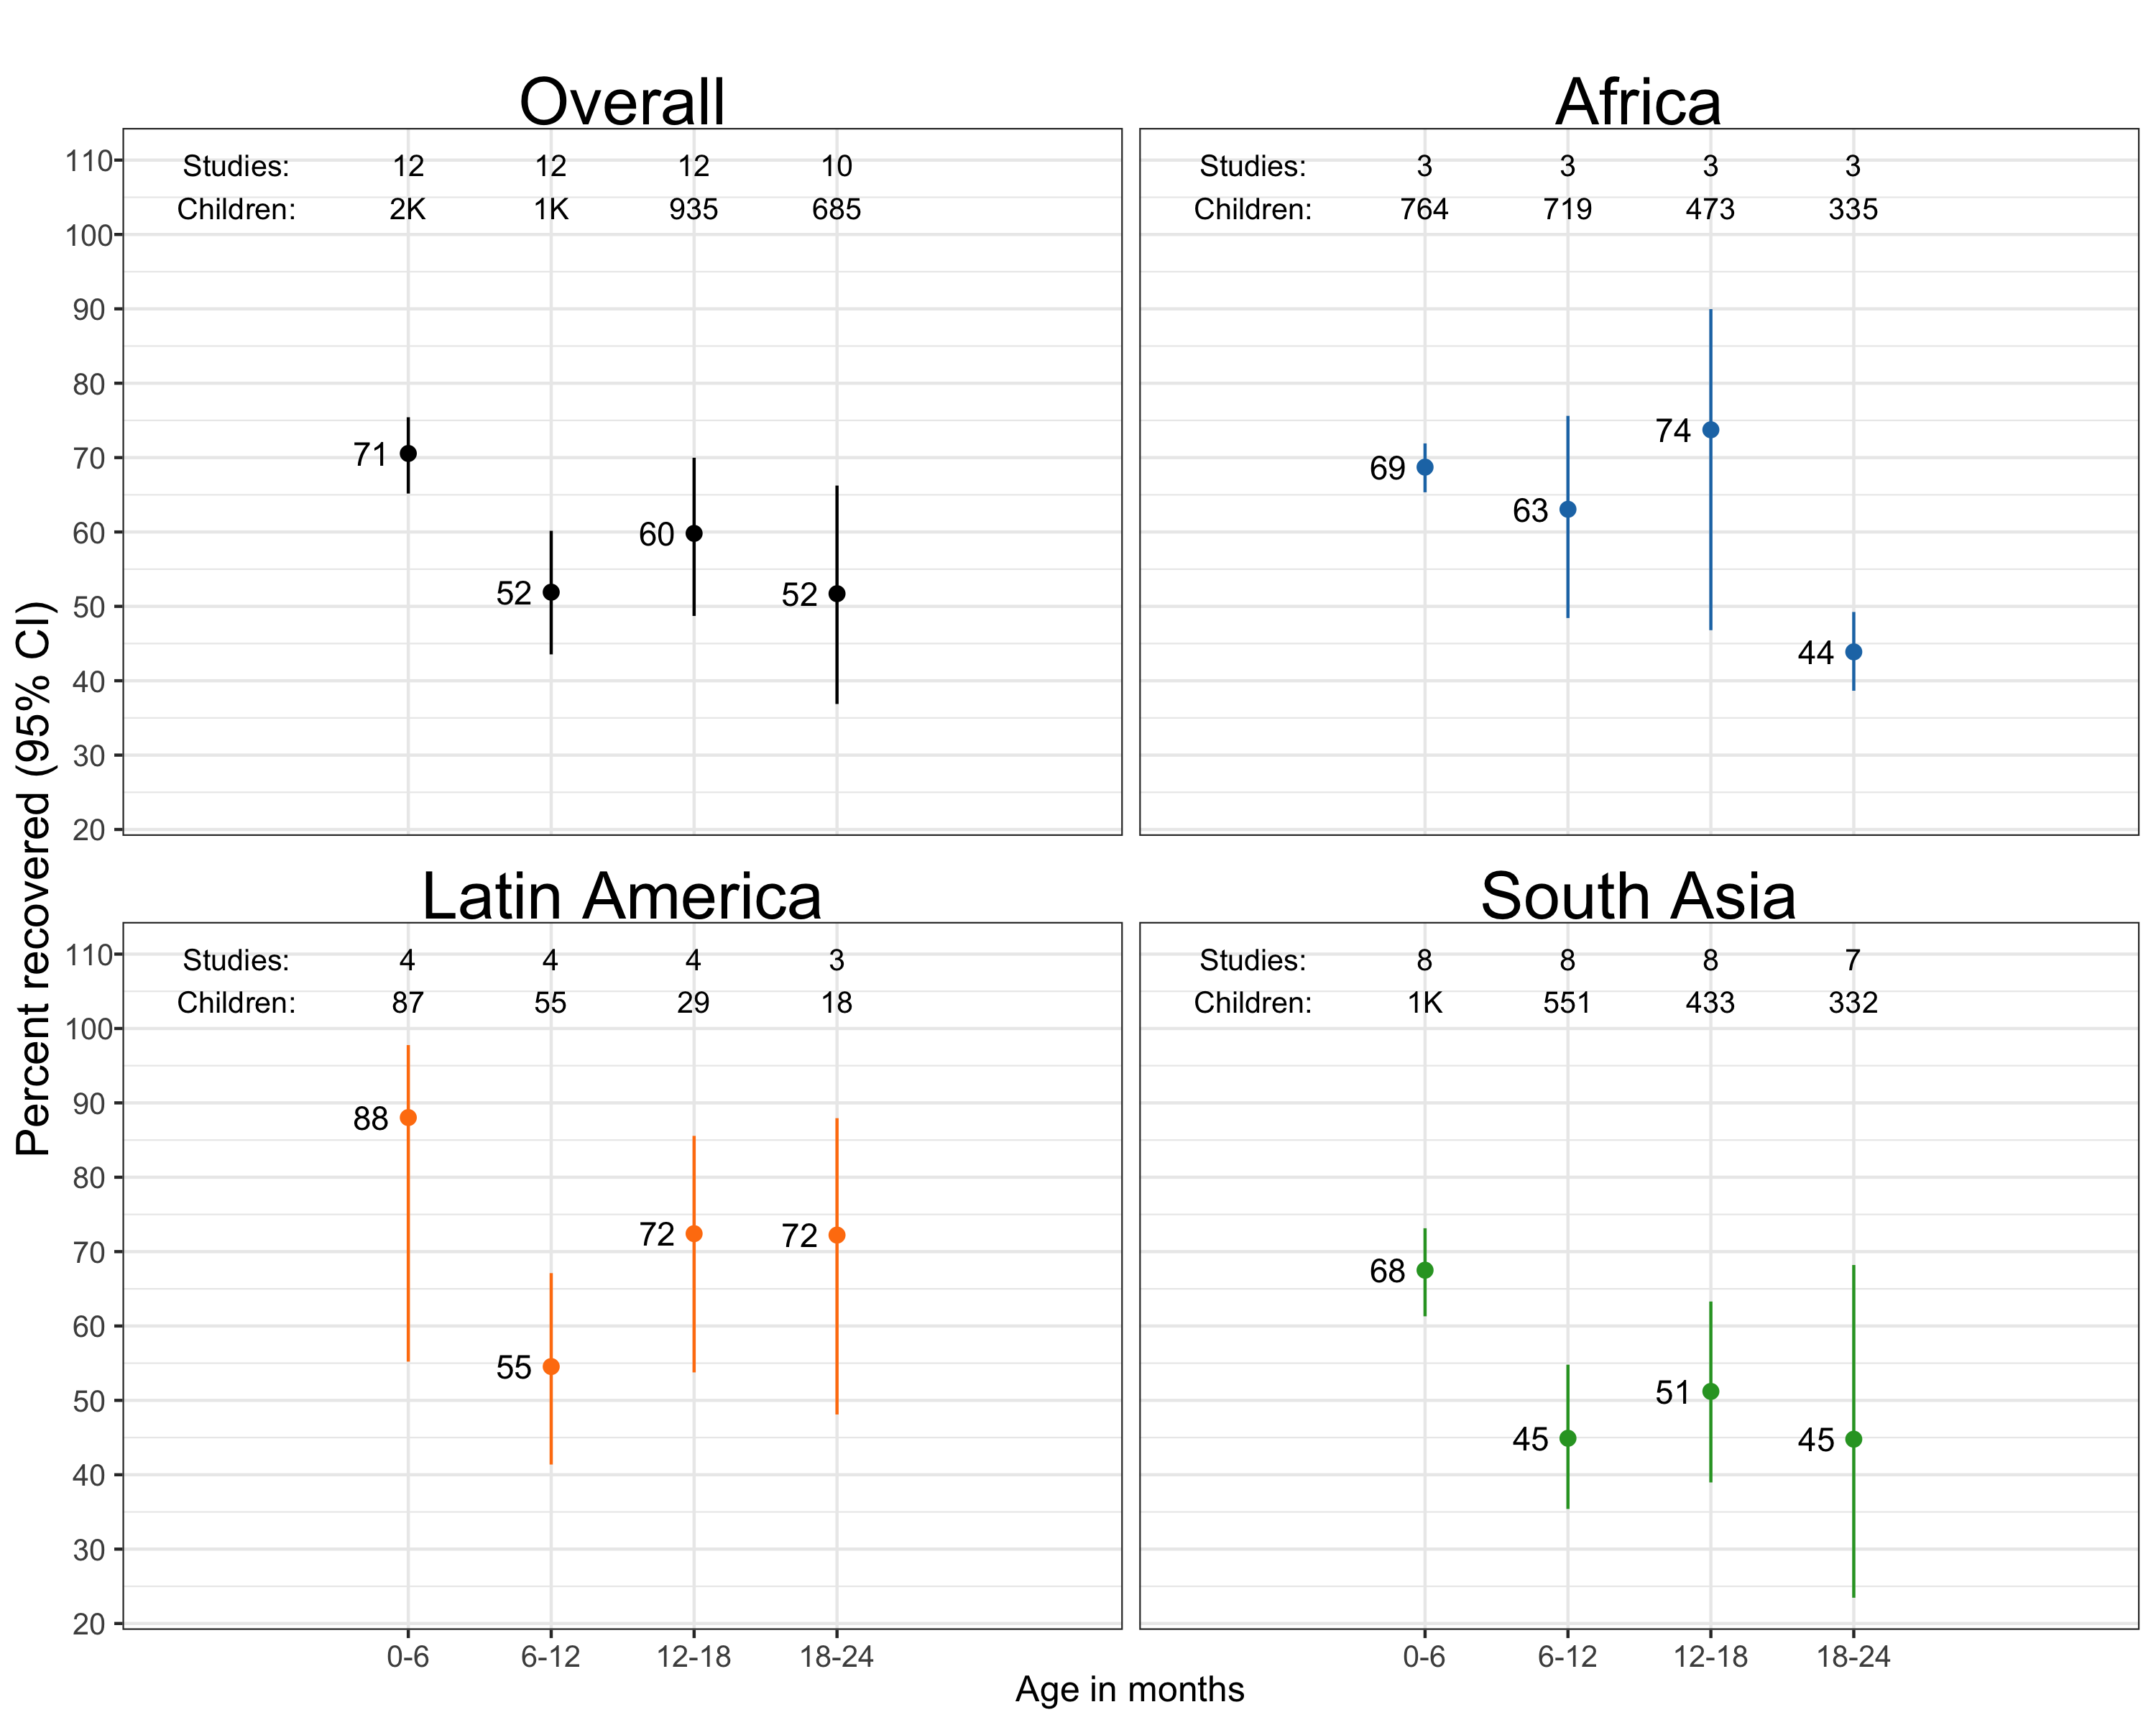 Overall
Studies: 12 12 12 10
Children: 2K 1K 935 685
110
100
90
80
70
60
50
40
30
20
71
52
60
52
Africa
Studies: 3 3 3 3
Children: 764 719 473 335
69
63
74
44
Percent recovered (95% CI)
Latin America
Studies: 4 4 4 3
Children: 87 55 29 18
110
100
90
80
70
60
50
40
30
20
88
55
72
72
0-6 6-12 12-18 18-24
South Asia
Studies: 8 8 8 7
Children: 1K 551 433 332
68
45
51
45
0-6 6-12 12-18 18-24
Age in months